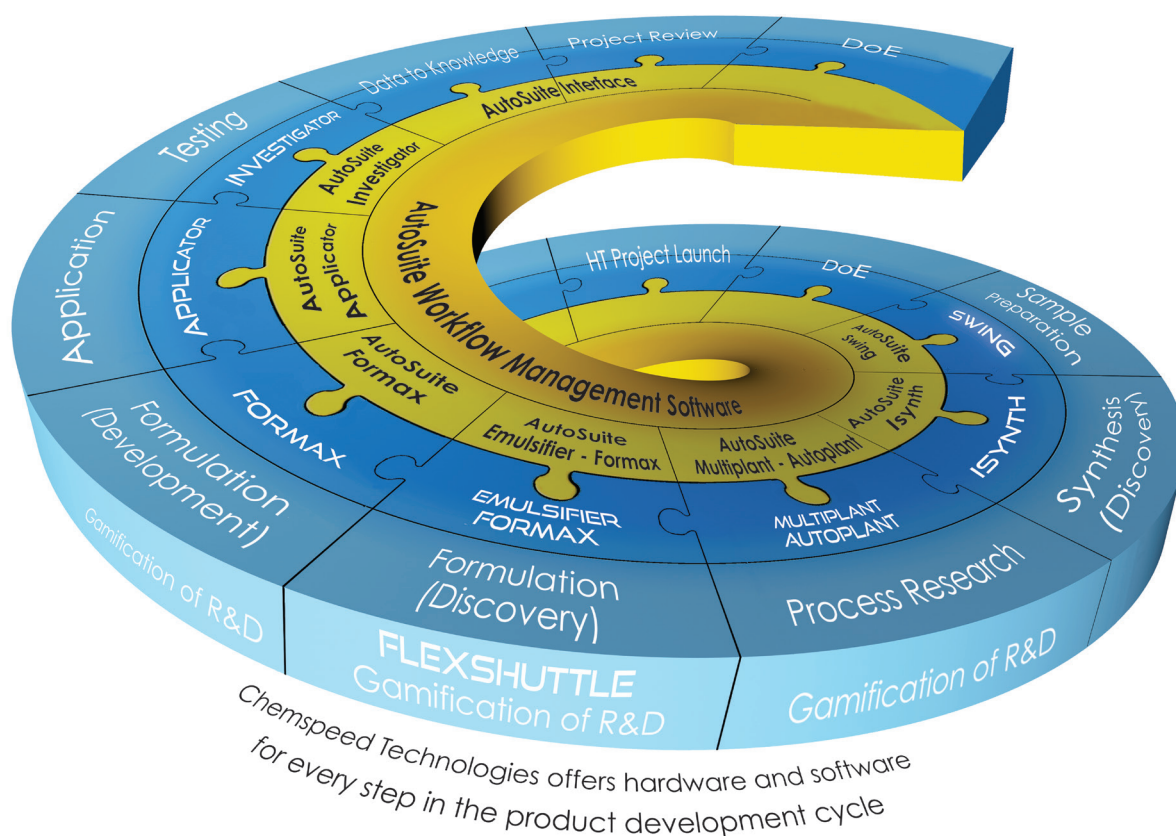 Data to Knowledge
Project Review
DoE
Testing
INVESTIGATOR
AutoSuite Interface
AutoSuite
Investigator
Application
APPLICATOR
AutoSuite
Applicator
AutoSuite Workflow Management Software
HT Project Launch
DoE
Sample
Preparation
SWING
AutoSuite
Swing
Synthesis
(Discovery)
ISYNTH
AutoSuite
Isynth
Formulation
(Development)
FORMAX
AutoSuite
Formax
Formulation
(Discovery)
EMULSIFIER
FORMAX
AutoSuite
Emulsifier - Formax
Process Research
MULTIPLANT
AUTOPLANT
AutoSuite
Multiplant - Autoplant
Gamification of R&D
FLEXSHUTTLE
Gamification of R&D
Gamification of R&D
Chemspeed Technologies offers hardware and software
for every step in the product development cycle